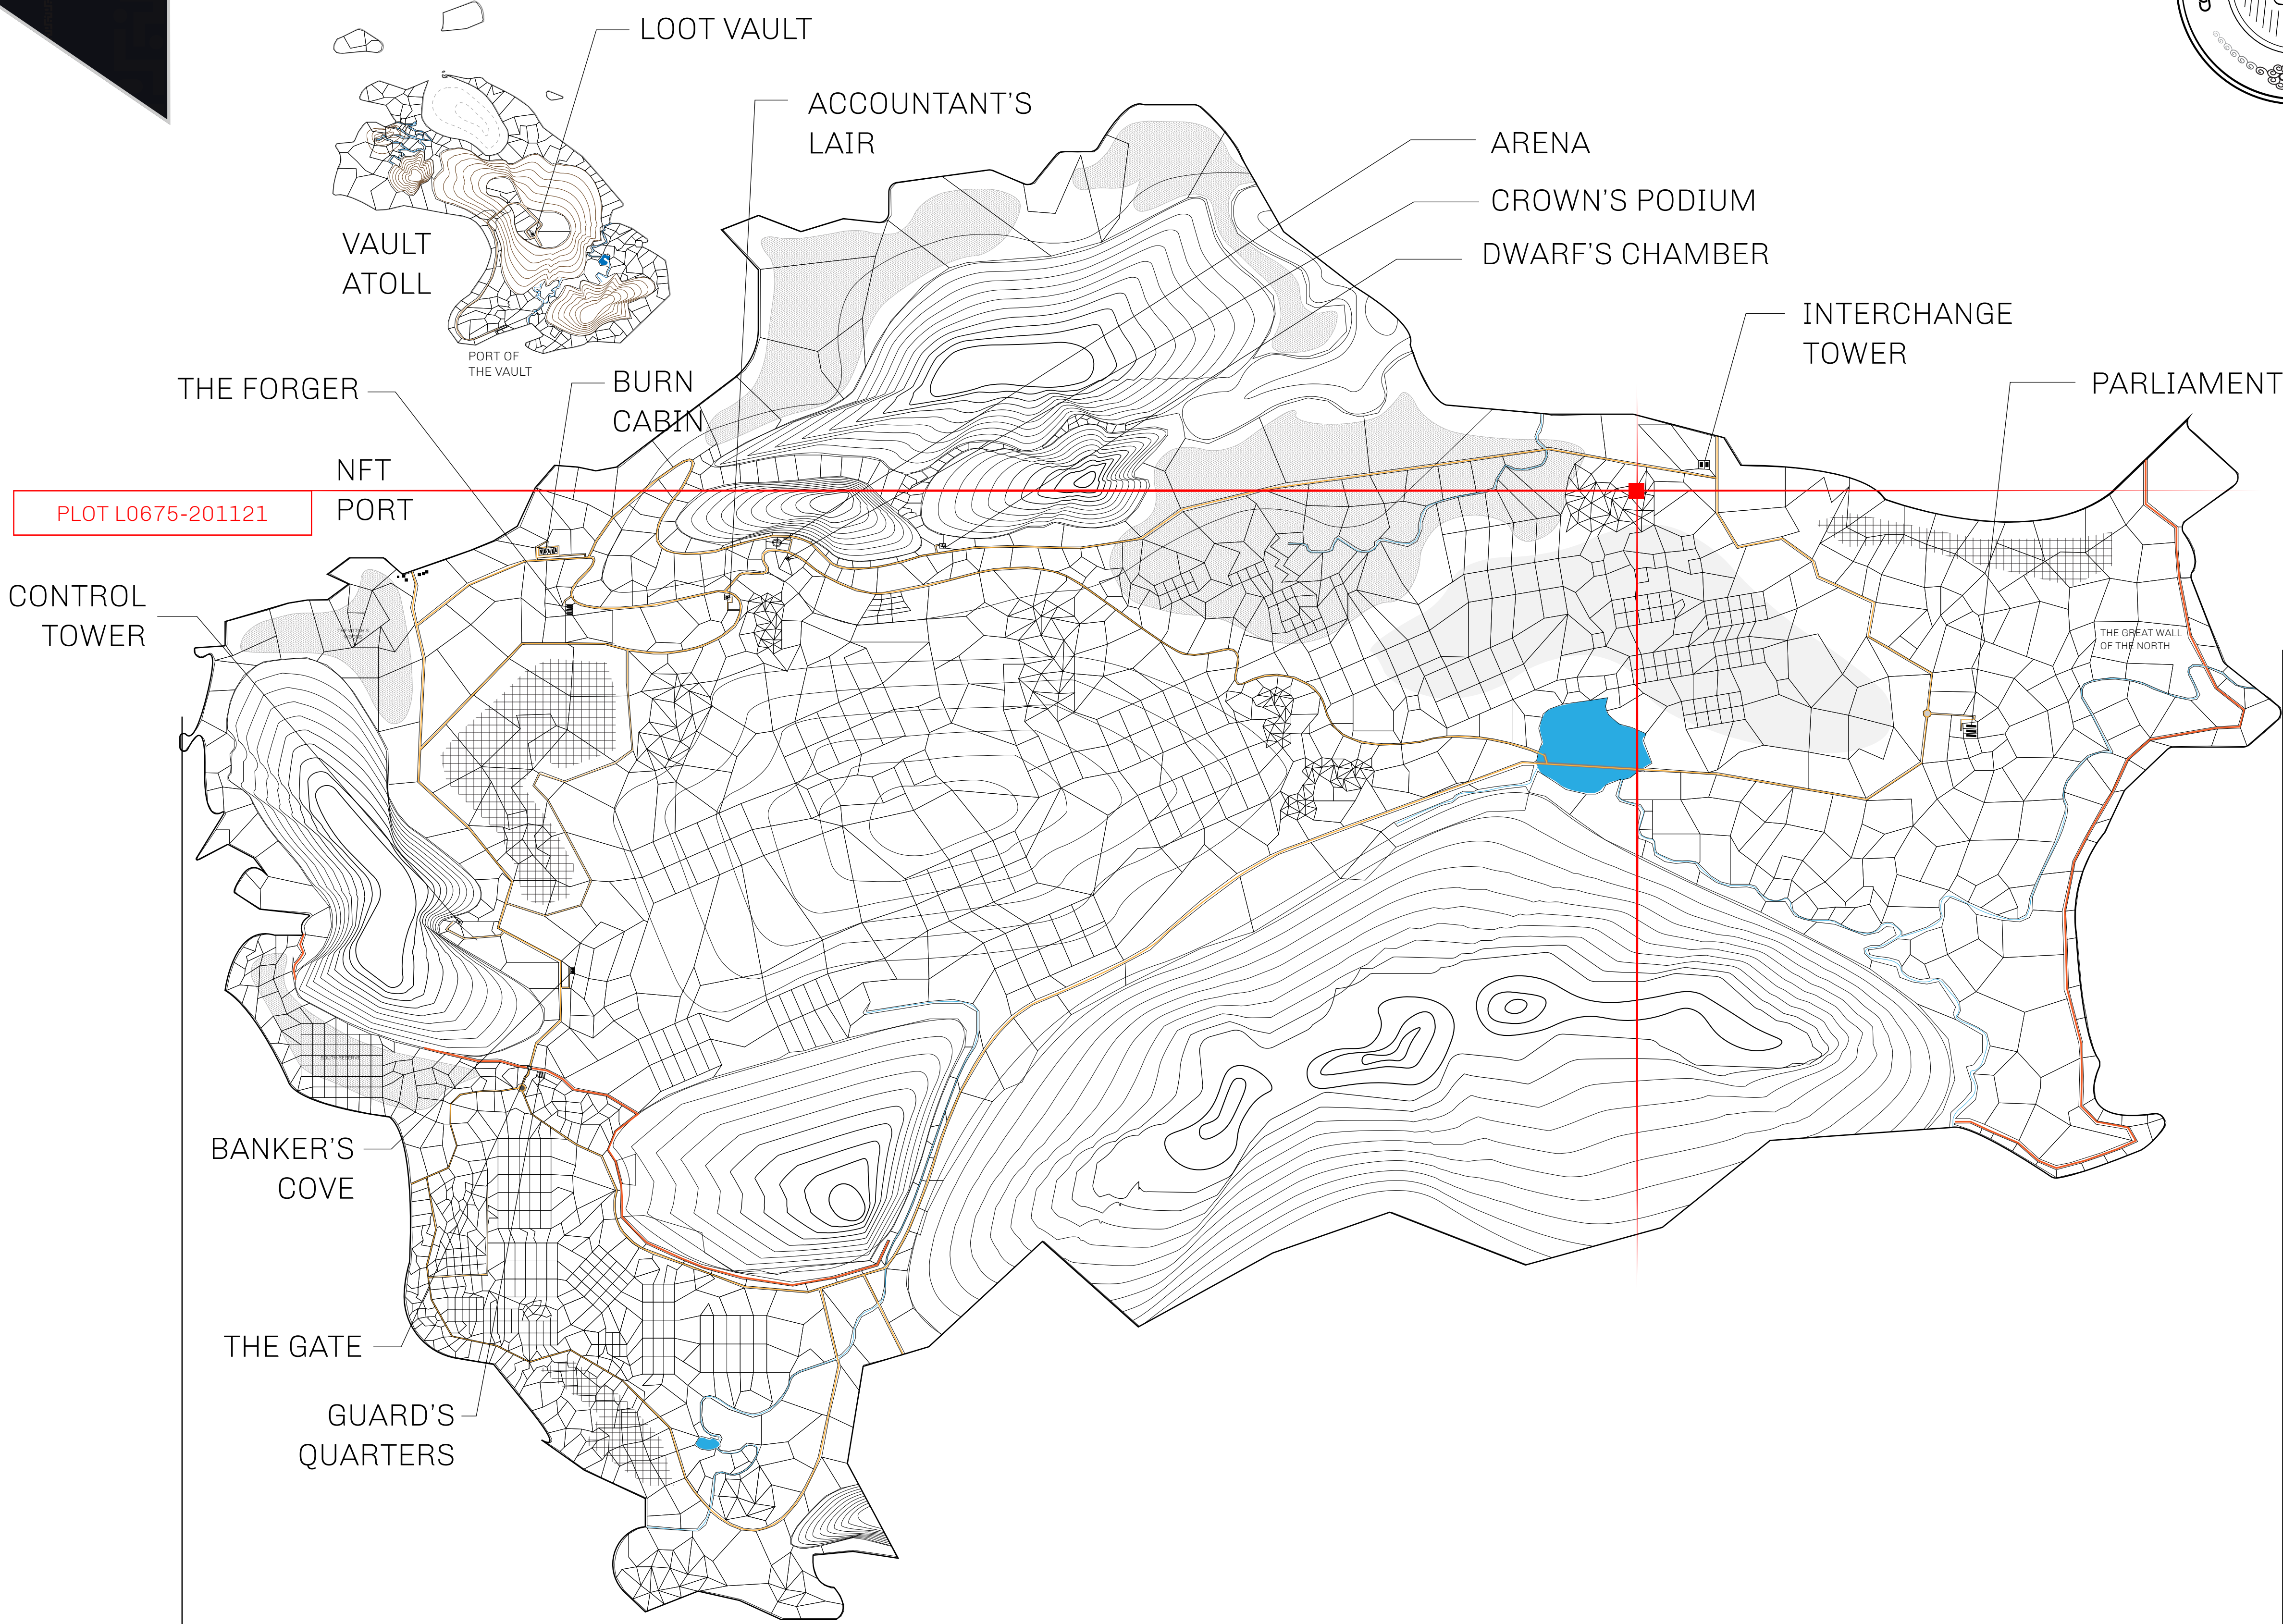 LOOT VAULT
ACCOUNTANT'S
LAIR
ARENA
CROWN'S PODIUM
DWARF'S CHAMBER
VAULT
ATOLL
INTERCHANGE
TOWER
PORT OF
THE VAULT
THE FORGER
BURN
CABIN
PARLIAMENT
NFT
PORT
PLOT L0675-201121
CONTROL
TOWER
THE GREAT WALL
OF THE NORTH
SOUTH RESERVE
BANKER'S
COVE
THE GATE
GUARD'S
QUARTERS